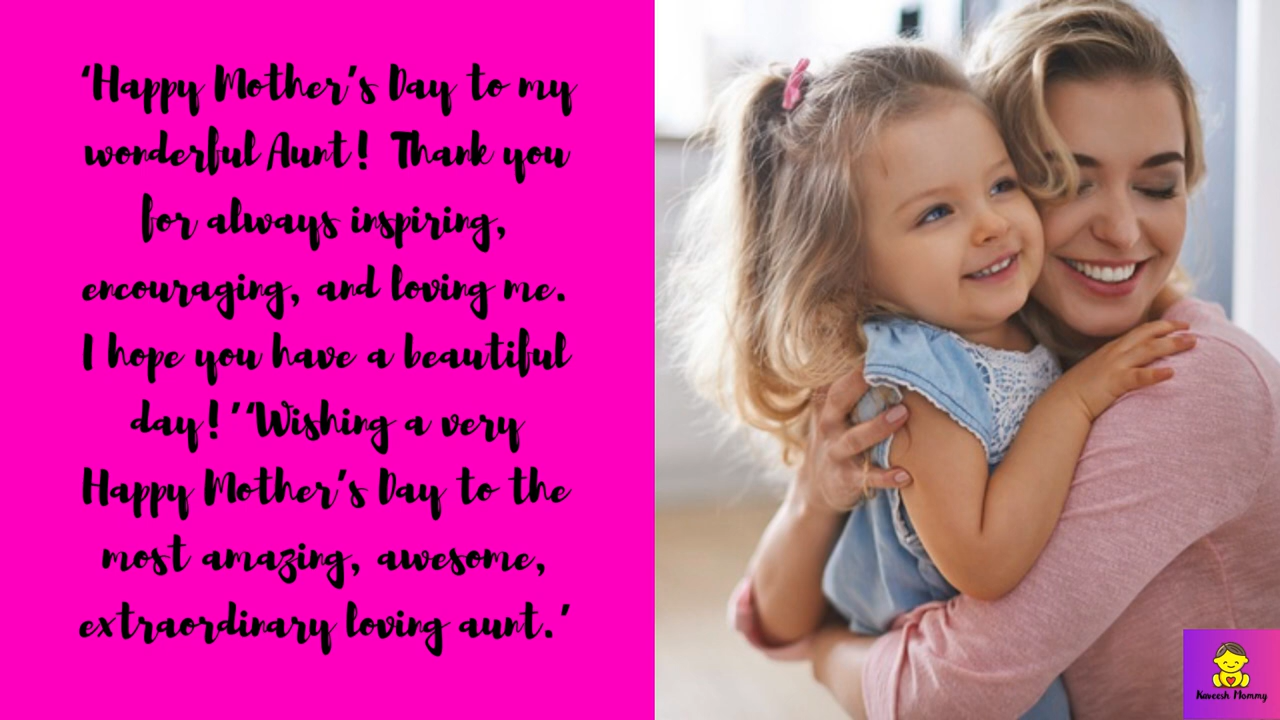 ‘Happy Mother’s Day to my
wonderful Aunt! Thank you
for always inspiring,
encouraging, and loving me.
I hope you have a beautiful
day!’ ‘Wishing a very
Happy Mother’s Day to the
most amazing, awesome,
extraordinary loving aunt.’
Kaveesh Mommy